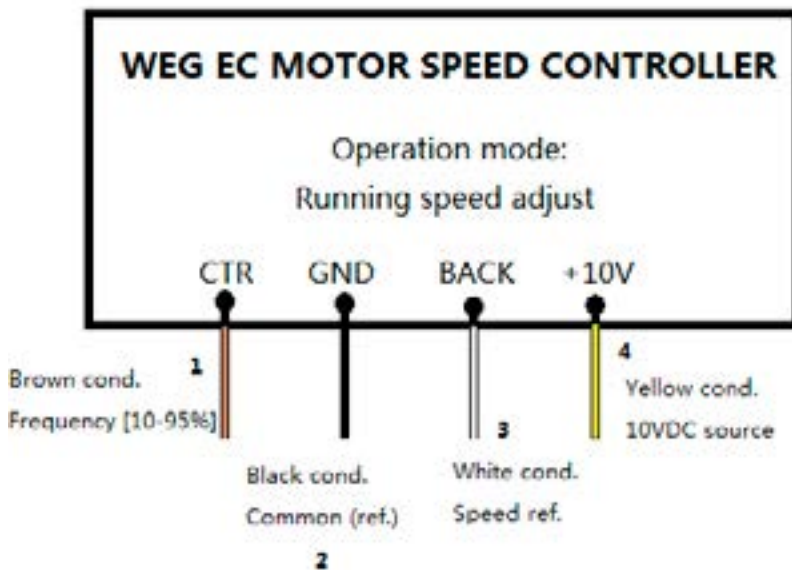 WEG EC MOTOR SPEED CONTROLLER
Operation mode:
Running speed adjust
CTR GND BACK +10V
1
Brown cond.
Frequency [10-95%]
Black cond.
Common (ref.)
2
3
White cond.
Speed ref.
4
Yellow cond.
10VDC source